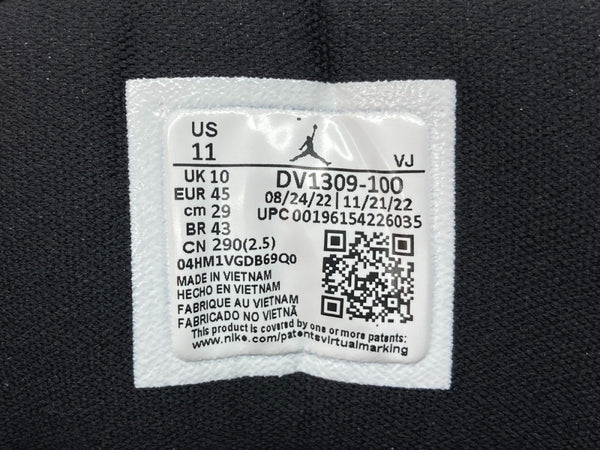 US
11
VJ
UK 10
EUR 45
cm 29
BR 43
CN 290(2.5)
DV1309-100
08/24/22 | 11/21/22
UPC 00196154226035
04HM1VGDB69Q0
MADE IN VIETNAM
HECHO EN VIETNAM
FABRIQUE AU VIETNAM
FABRICADO NO VIETNÃ
This product is covered by one or more patents:
www.nike.com/patentsvirtualmarking